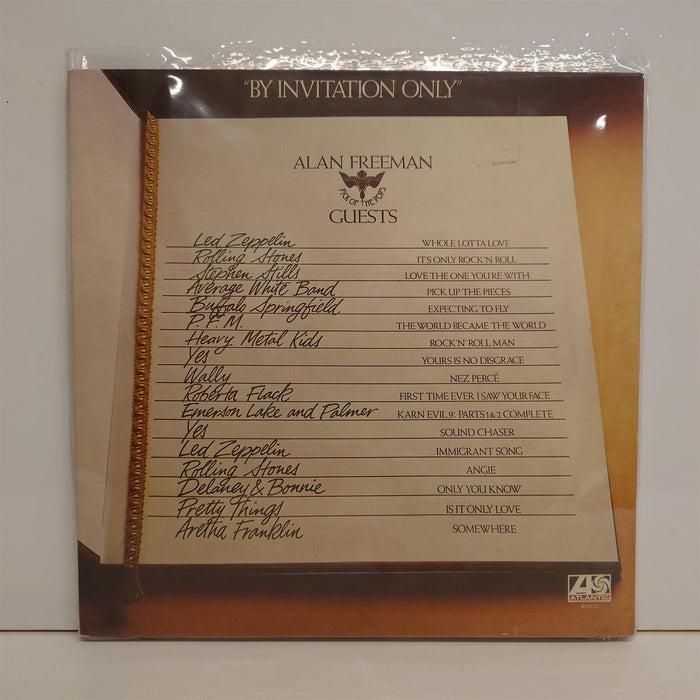 "BY INVITATION ONLY"
ALAN FREEMAN
PICK OF THE POPS
GUESTS
Led Zeppelin WHOLE LOTTA LOVE
Rolling Stones IT'S ONLY ROCK 'N' ROLL
Stephen Stills LOVE THE ONE YOU'RE WITH
Average White Band PICK UP THE PIECES
Buffalo Springfield EXPECTING TO FLY
P.F.M. THE WORLD BECAME THE WORLD
Heavy Metal Kids ROCK 'N' ROLL MAN
Yes YOURS IS NO DISGRACE
Wally NEZ PERCÉ
Roberta Flack FIRST TIME EVER I SAW YOUR FACE
Emerson Lake and Palmer KARN EVIL 9: PARTS 1 & 2 COMPLETE
Yes SOUND CHASER
Led Zeppelin IMMIGRANT SONG
Rolling Stones ANGIE
Delaney & Bonnie ONLY YOU KNOW
Pretty Things IS IT ONLY LOVE
Aretha Franklin SOMEWHERE
ATLANTIC